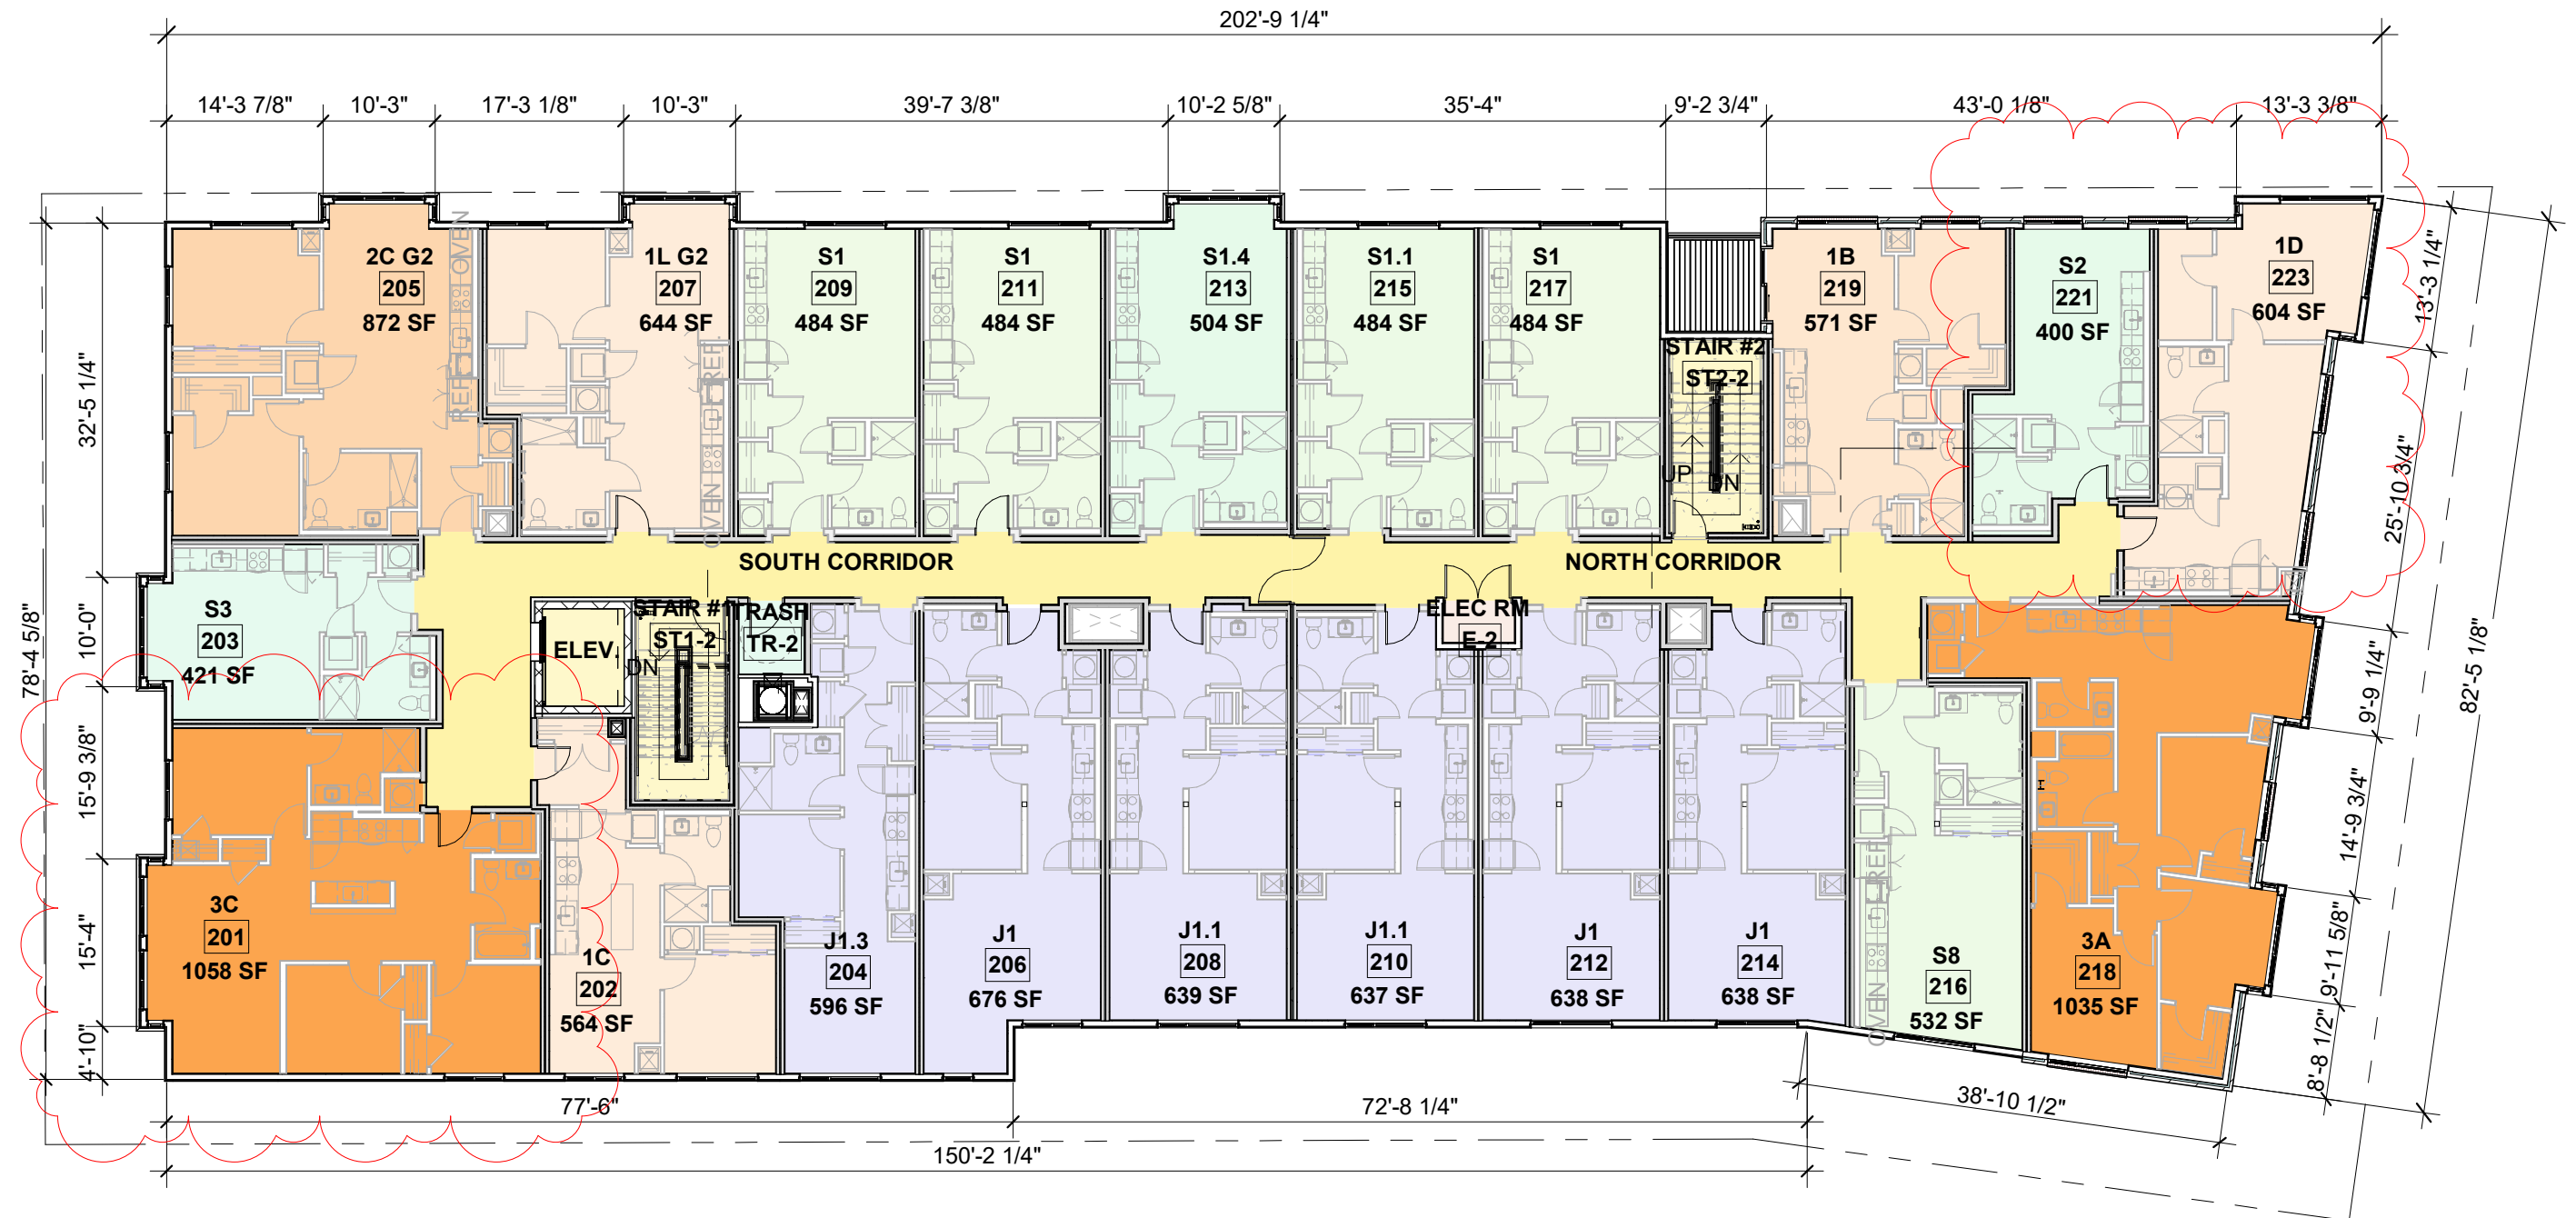 202'-9 1/4"
14'-3 7/8"
10'-3"
17'-3 1/8"
10'-3"
39'-7 3/8"
10'-2 5/8"
35'-4"
9'-2 3/4"
43'-0 1/8"
13'-3 3/8"
2C G2
205
872 SF
REF.
OVEN
1L G2
207
644 SF
REF.
OVEN
S1
209
484 SF
S1
211
484 SF
S1.4
213
504 SF
S1.1
215
484 SF
S1
217
484 SF
STAIR #2
ST2-2
UP
DN
1B
219
571 SF
S2
221
400 SF
1D
223
604 SF
13'-3 1/4"
25'-10 3/4"
9'-9 1/4"
14'-9 3/4"
9'-11 5/8"
8'-8 1/2"
82'-5 1/8"
78'-4 5/8"
32'-5 1/4"
10'-0"
15'-9 3/8"
15'-4"
4'-10"
SOUTH CORRIDOR
NORTH CORRIDOR
S3
203
421 SF
ELEV.
STAIR #1
ST1-2
DN
TRASH
TR-2
ELEC RM
E-2
3C
201
1058 SF
1C
202
564 SF
J1.3
204
596 SF
J1
206
676 SF
J1.1
208
639 SF
J1.1
210
637 SF
J1
212
638 SF
J1
214
638 SF
REF.
OVEN
S8
216
532 SF
H
3A
218
1035 SF
77'-6"
72'-8 1/4"
38'-10 1/2"
150'-2 1/4"